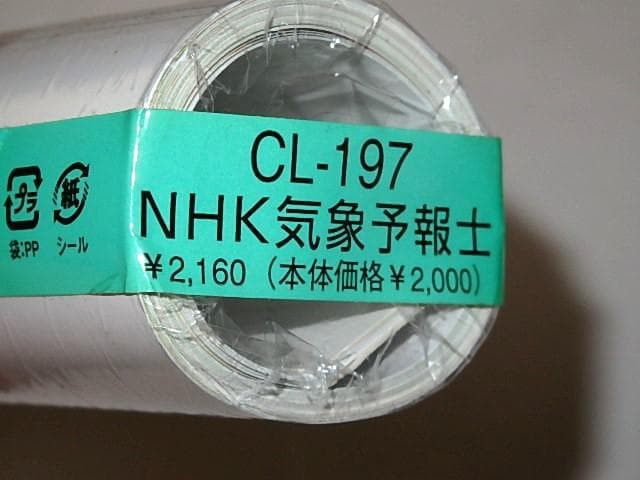 CL-197
NHK気象予報士
¥2,160（本体価格¥2,000）
プラ
袋:PP
紙
シール